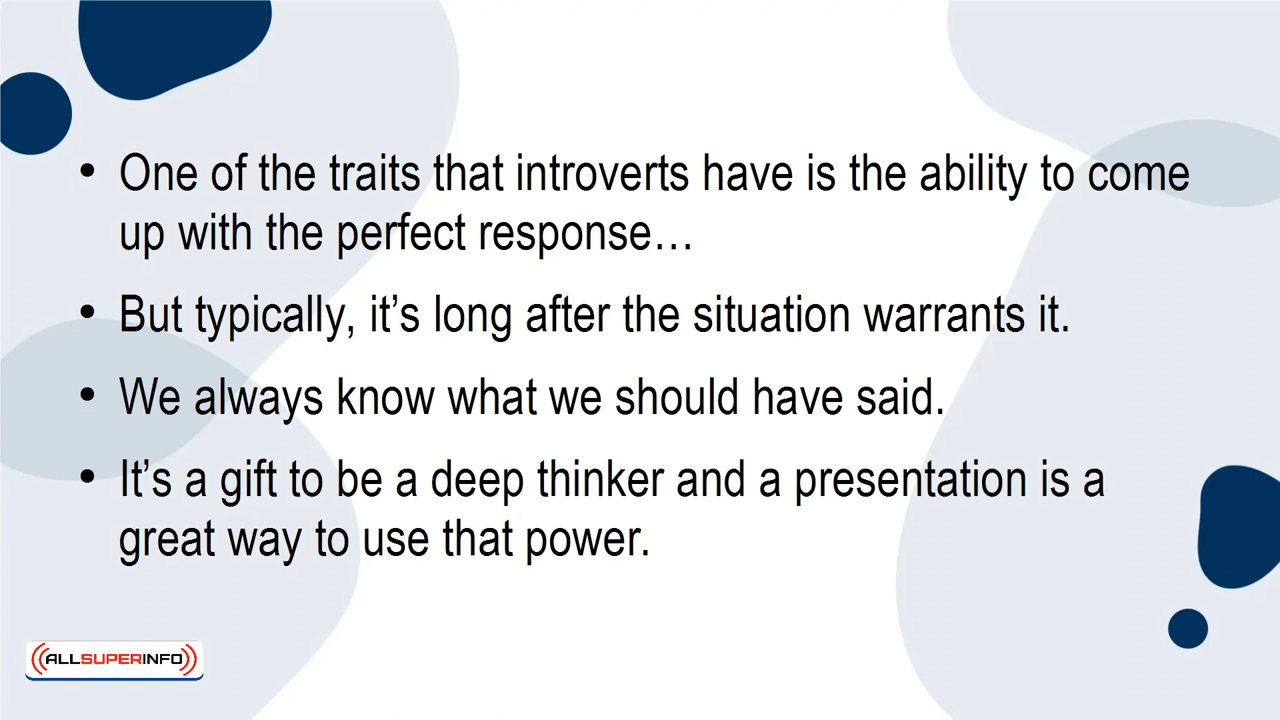 • One of the traits that introverts have is the ability to come
up with the perfect response…
• But typically, it’s long after the situation warrants it.
• We always know what we should have said.
• It’s a gift to be a deep thinker and a presentation is a
great way to use that power.
ALLSUPERINFO